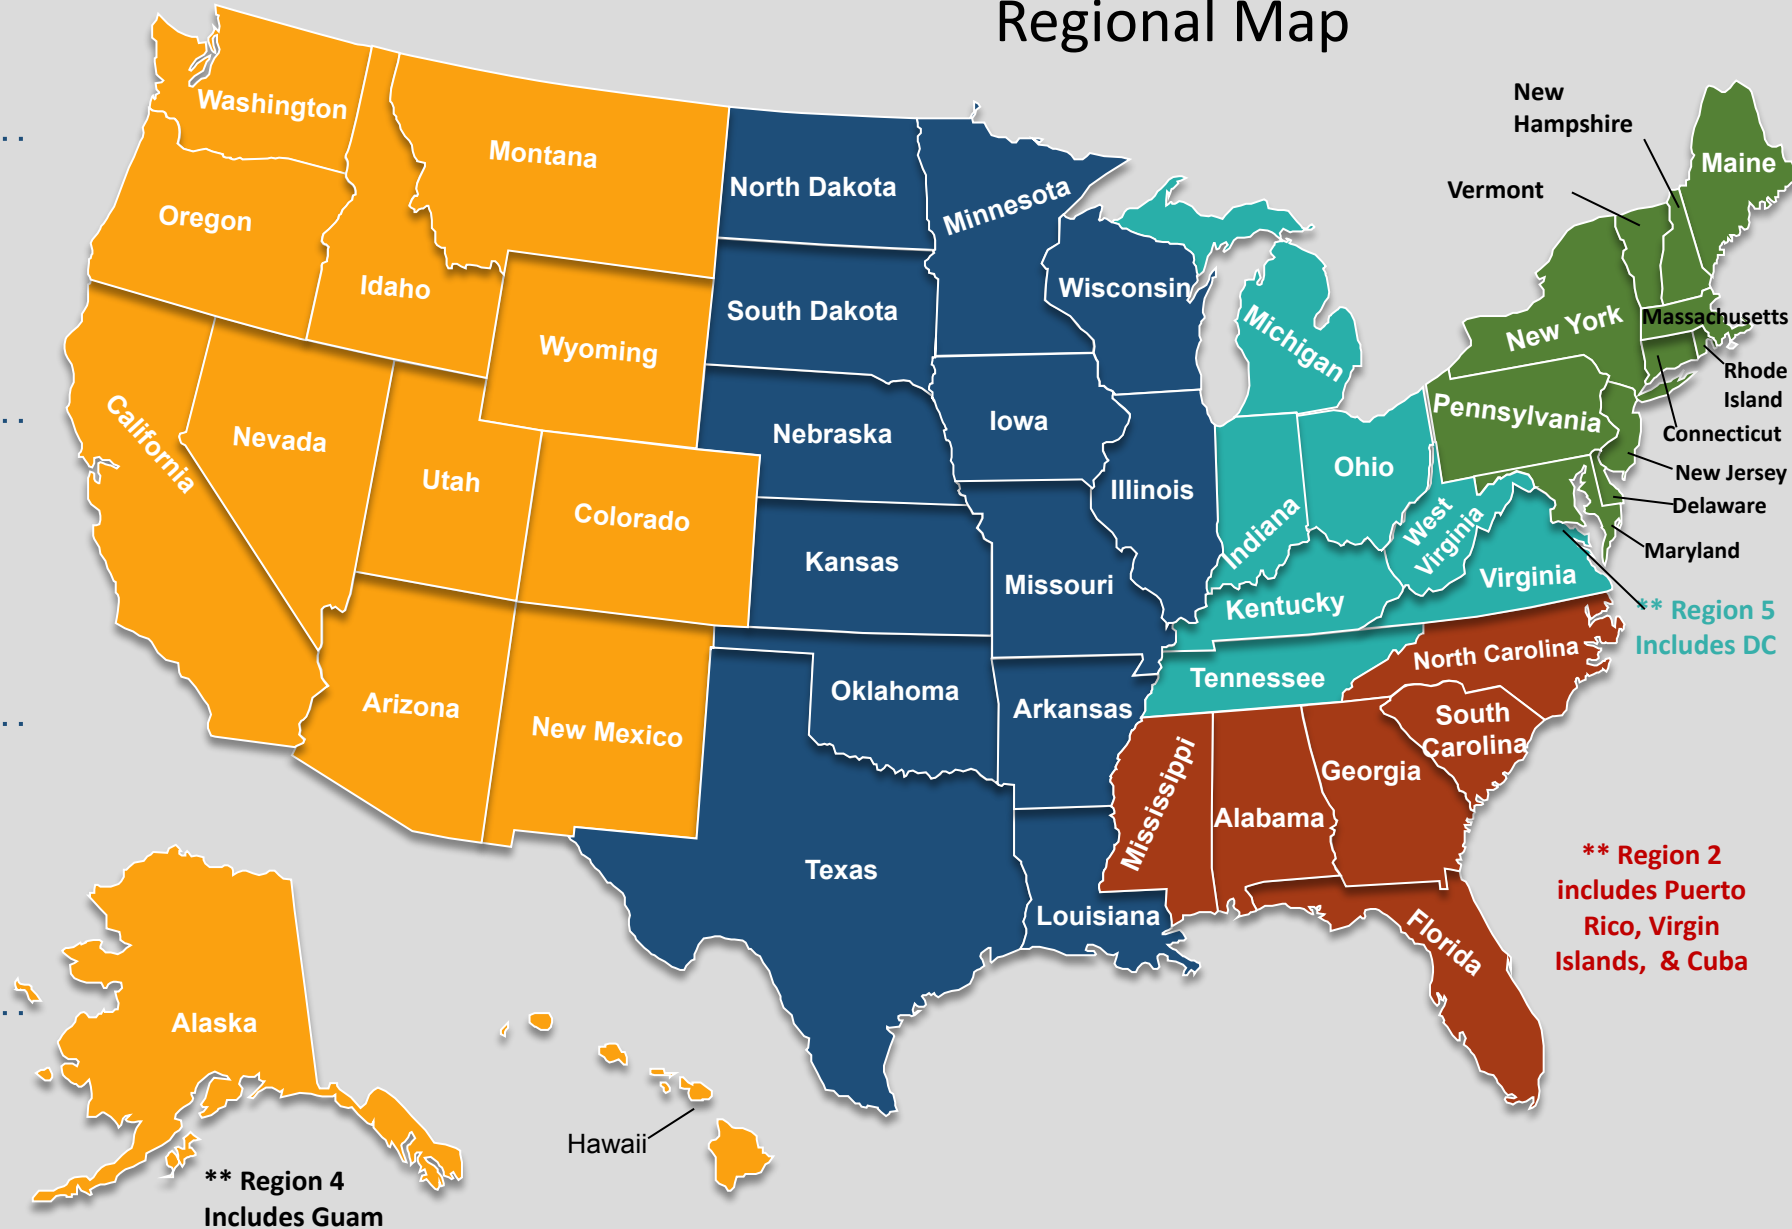 Regional Map
Washington
Montana
North Dakota
Minnesota
New
Hampshire
Maine
Vermont
Oregon
Idaho
Wisconsin
South Dakota
Michigan
New York
Massachusetts
Wyoming
Rhode
Island
California
Nevada
Nebraska
Iowa
Pennsylvania
Connecticut
Utah
Colorado
Illinois
Indiana
Ohio
West
Virginia
New Jersey
Delaware
Maryland
Kansas
Missouri
Kentucky
Virginia
** Region 5
Includes DC
Arizona
New Mexico
Oklahoma
Arkansas
Tennessee
North Carolina
South
Carolina
Mississippi
Alabama
Georgia
Texas
Louisiana
Florida
** Region 2
includes Puerto
Rico, Virgin
Islands, & Cuba
Alaska
Hawaii
** Region 4
Includes Guam